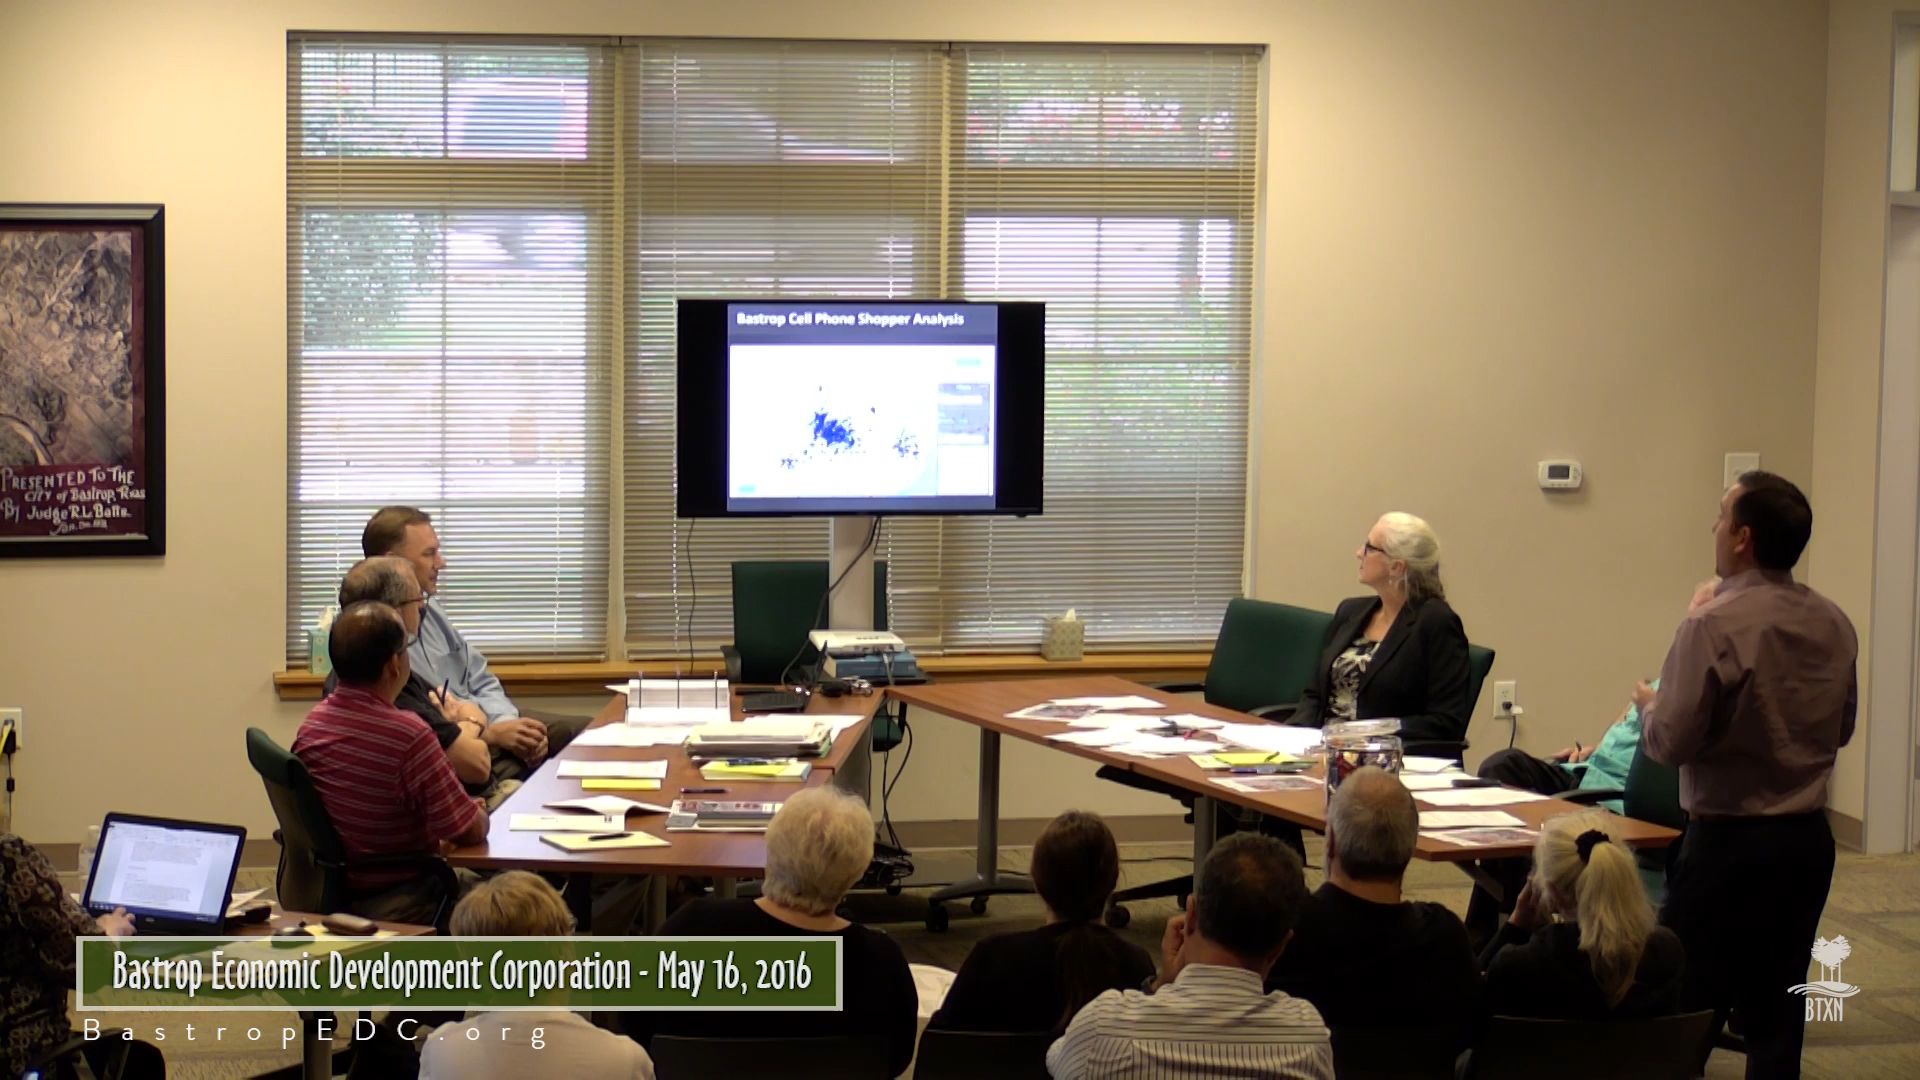 Bastrop Cell Phone Shopper Analysis
PRESENTED TO THE
CITY of Bastrop, Texas
By Judge R.L. Batts
Bastrop Economic Development Corporation - May 16, 2016
BastropEDC.org
BTXN